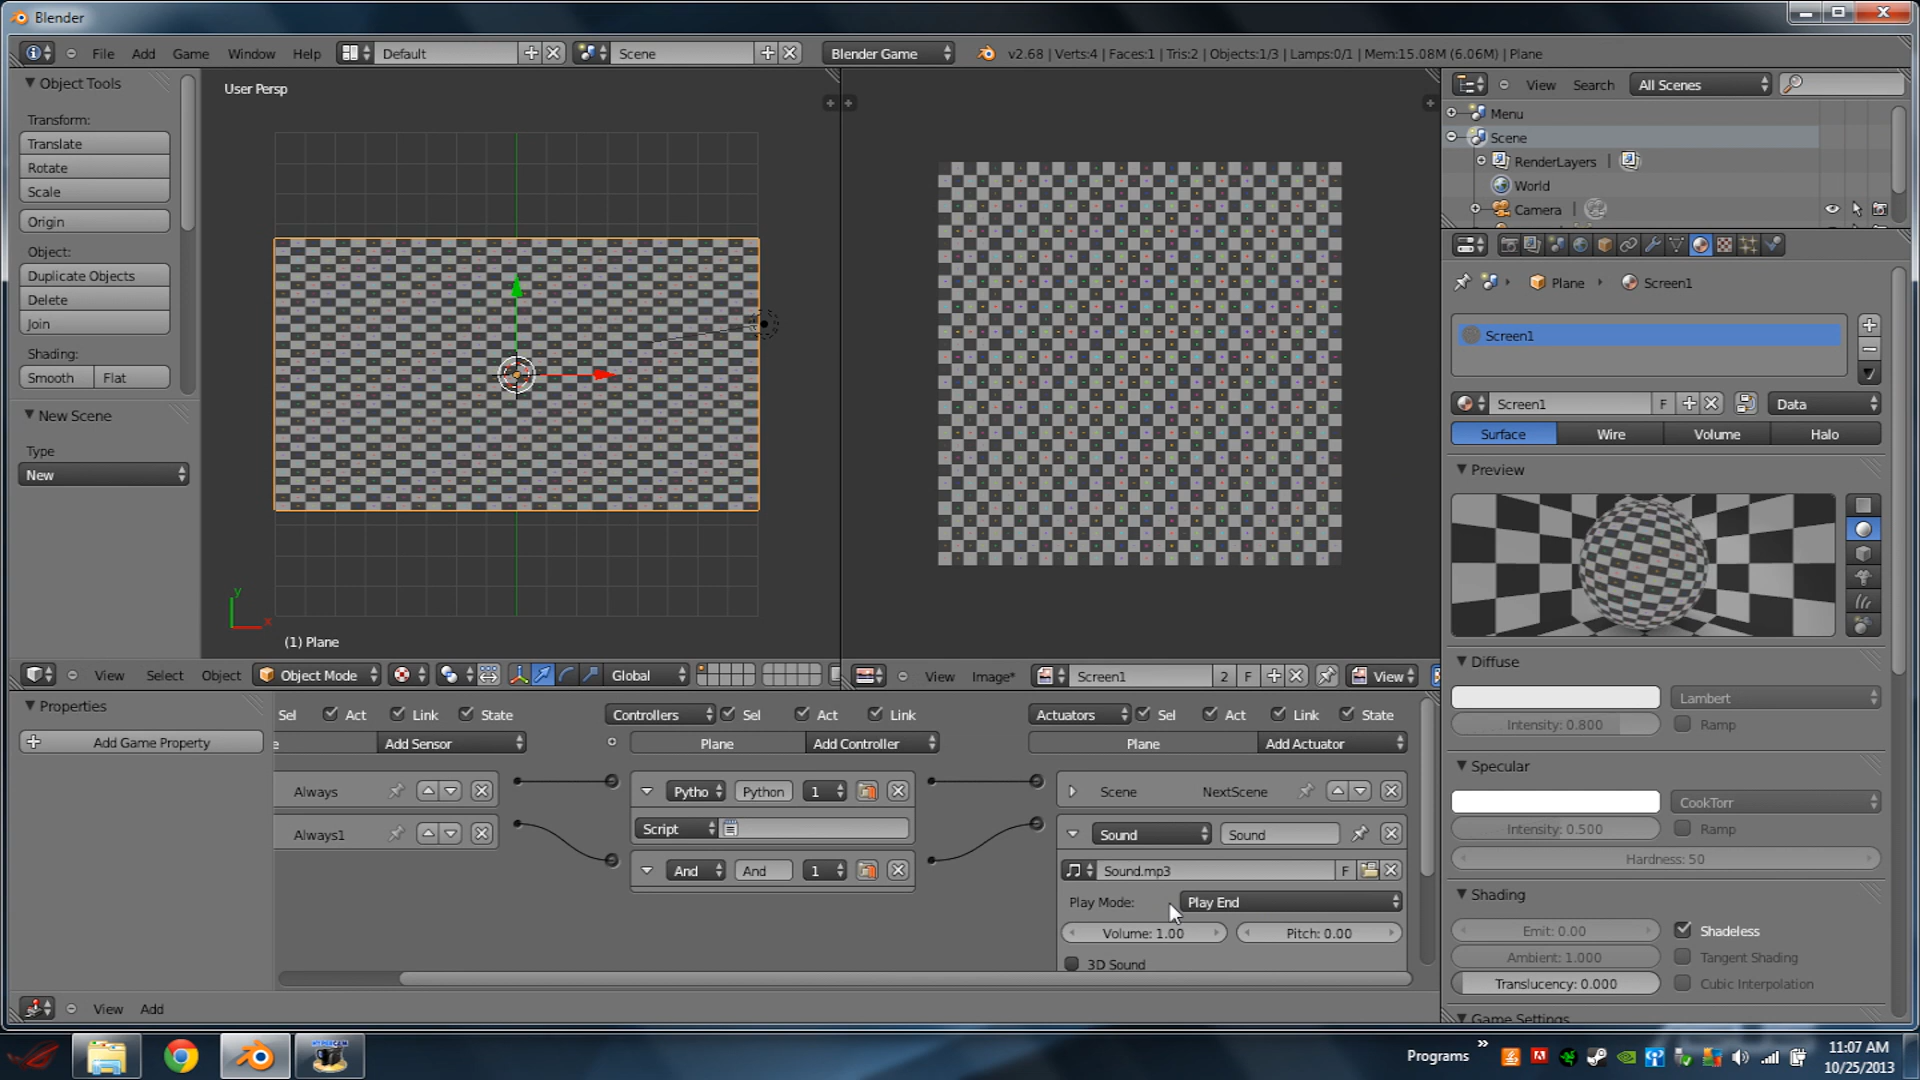 Blender
File Add Game Window Help Default Scene Blender Game v2.68 | Verts:4 | Faces:1 | Tris:2 | Objects:1/3 | Lamps:0/1 | Mem:15.08M (6.06M) | Plane
Object Tools
Transform:
Translate
Rotate
Scale
Origin
Object:
Duplicate Objects
Delete
Join
Shading:
Smooth Flat
New Scene
Type
New
User Persp
y
x
(1) Plane
View Select Object Object Mode Global
View Image* Screen1 2 F View
View Search All Scenes
Menu
Scene
RenderLayers |
World
Camera |
Plane Screen1
Screen1
Screen1 F Data
Surface Wire Volume Halo
Preview
Diffuse
Lambert
Intensity: 0.800 Ramp
Specular
CookTorr
Intensity: 0.500 Ramp
Hardness: 50
Shading
Emit: 0.00 Shadeless
Ambient: 1.000 Tangent Shading
Translucency: 0.000 Cubic Interpolation
Game Settings
Properties
Add Game Property
Sel Act Link State
e Add Sensor
Always
Always1
Controllers Sel Act Link
Plane Add Controller
Pytho Python 1
Script
And And 1
Actuators Sel Act Link State
Plane Add Actuator
Scene NextScene
Sound Sound
Sound.mp3 F
Play Mode: Play End
Volume: 1.00 Pitch: 0.00
3D Sound
View Add
HYPERCAM
Programs »
11:07 AM
10/25/2013